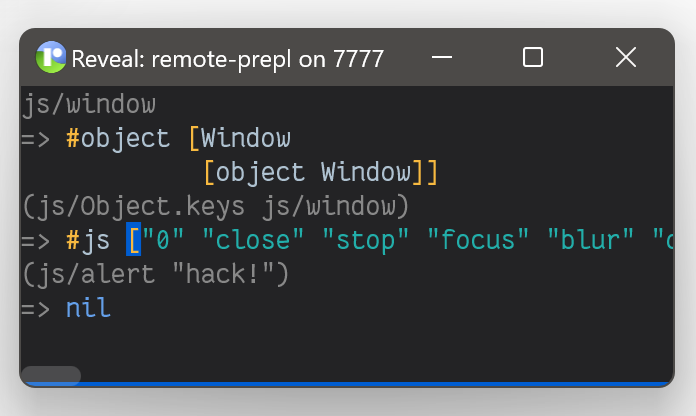 Reveal: remote-prepl on 7777
js/window
=> #object [Window
[object Window]]
(js/Object.keys js/window)
=> #js ["0" "close" "stop" "focus" "blur"
(js/alert "hack!")
=> nil